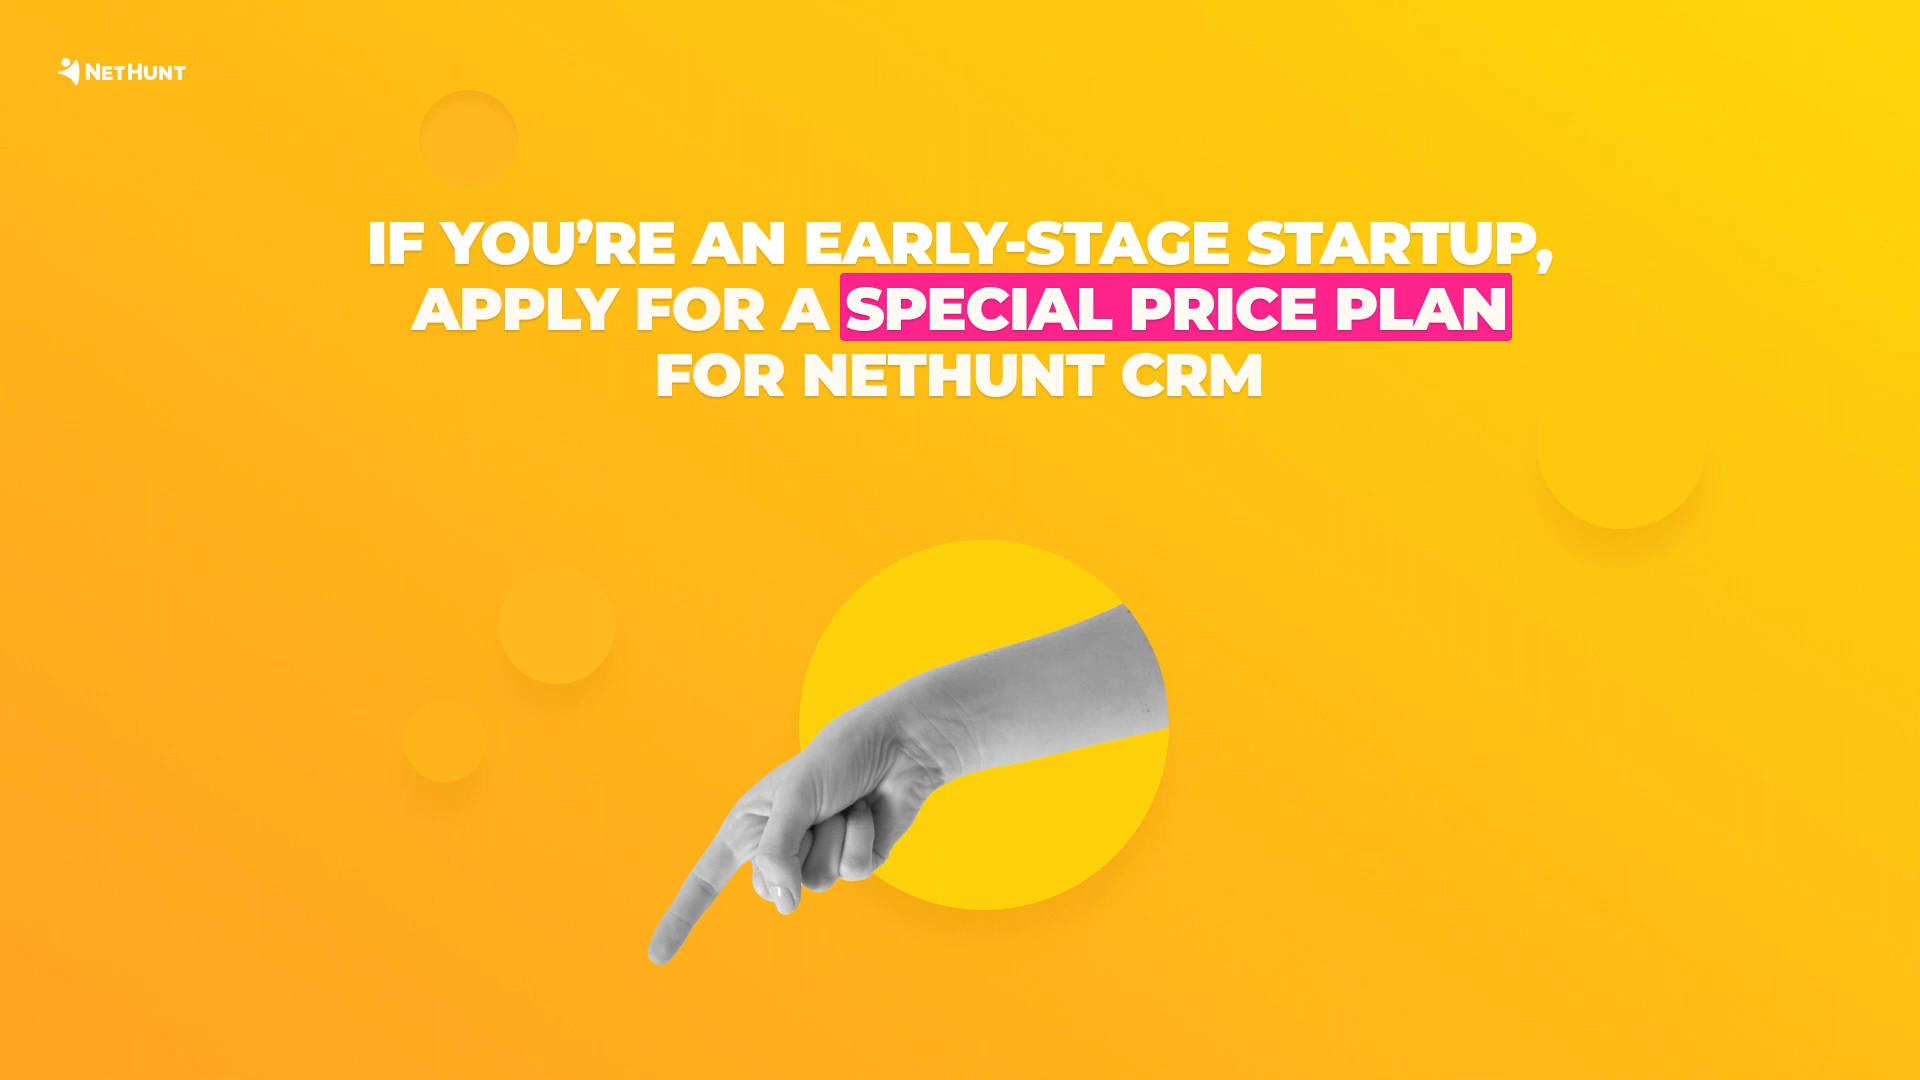 NETHUNT
IF YOU’RE AN EARLY-STAGE STARTUP,
APPLY FOR A SPECIAL PRICE PLAN
FOR NETHUNT CRM